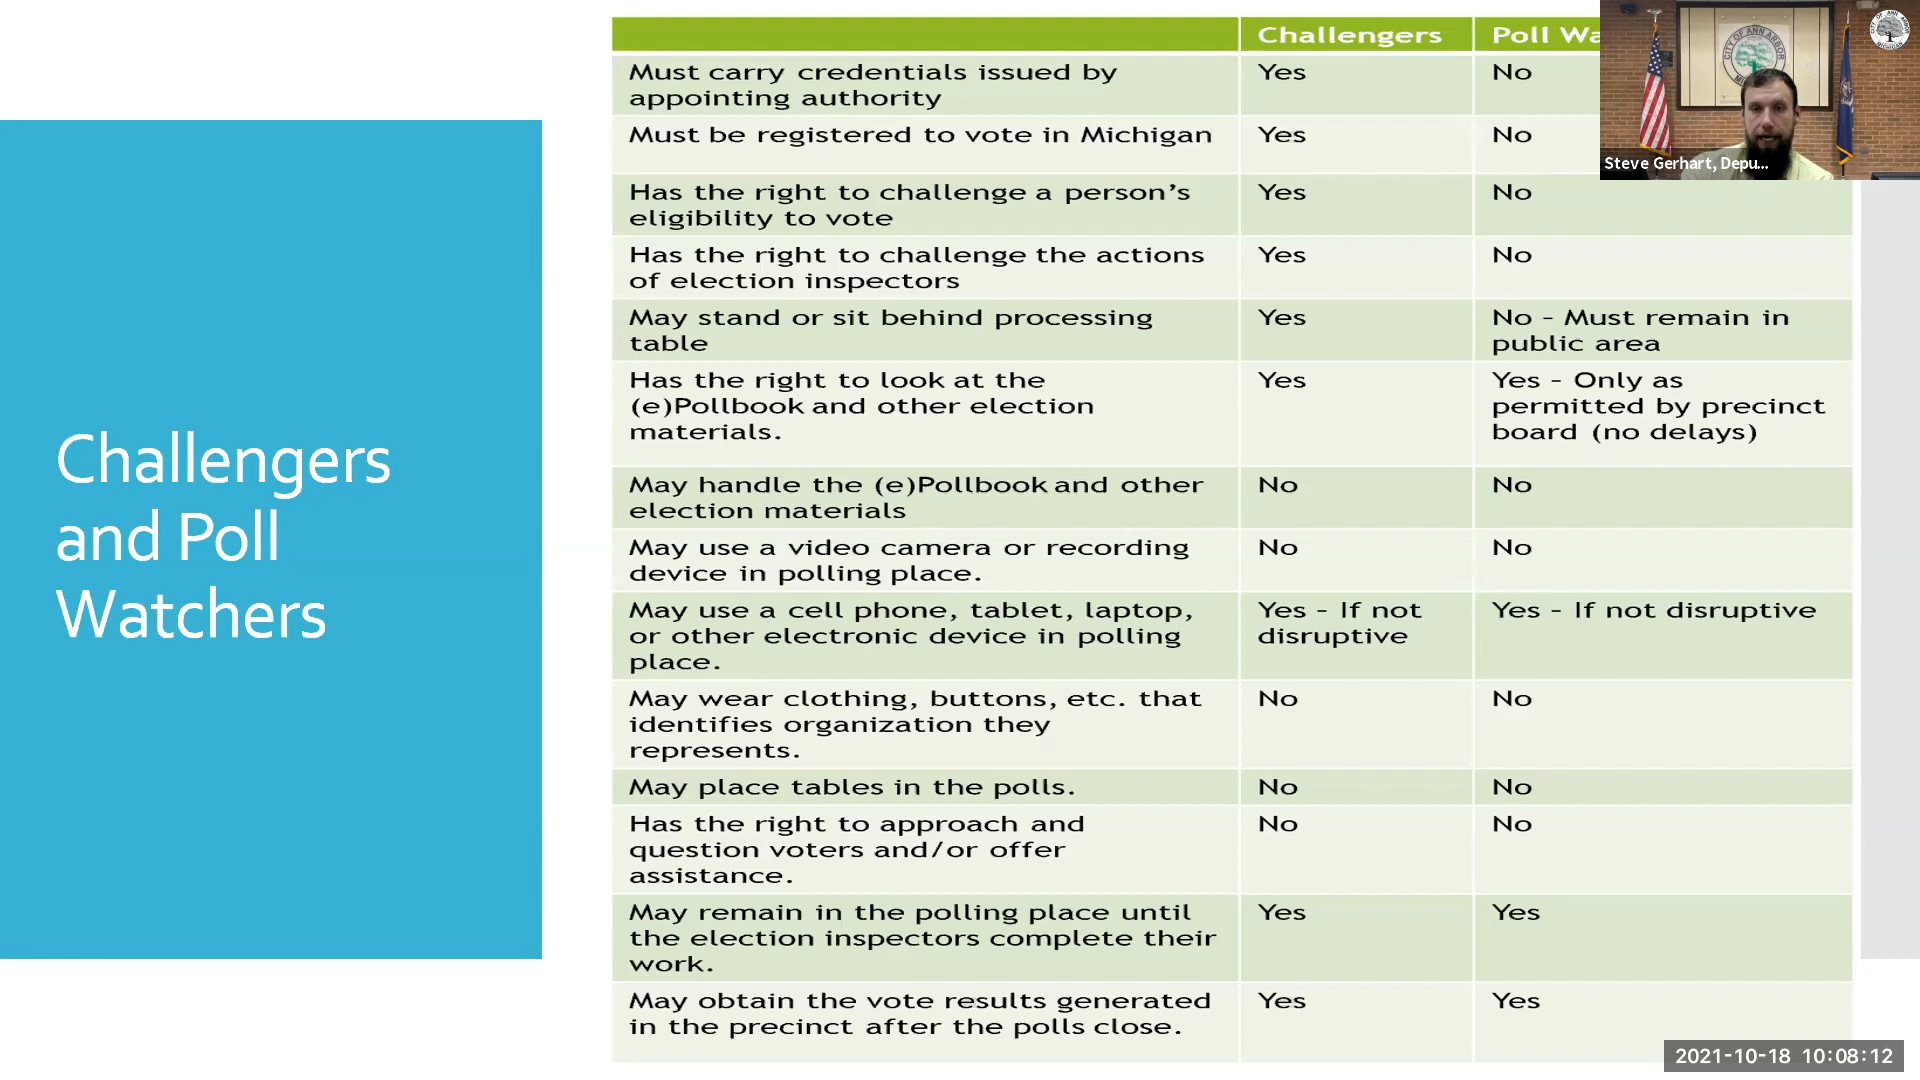 Challengers
and Poll
Watchers
Challengers Poll Wa
Must carry credentials issued by Yes No
appointing authority
Must be registered to vote in Michigan Yes No
Has the right to challenge a person’s Yes No
eligibility to vote
Has the right to challenge the actions Yes No
of election inspectors
May stand or sit behind processing Yes No - Must remain in
table public area
Has the right to look at the Yes Yes - Only as
(e)Pollbook and other election permitted by precinct
materials. board (no delays)
May handle the (e)Pollbook and other No No
election materials
May use a video camera or recording No No
device in polling place.
May use a cell phone, tablet, laptop, Yes - If not Yes - If not disruptive
or other electronic device in polling disruptive
place.
May wear clothing, buttons, etc. that No No
identifies organization they
represents.
May place tables in the polls. No No
Has the right to approach and No No
question voters and/or offer
assistance.
May remain in the polling place until Yes Yes
the election inspectors complete their
work.
May obtain the vote results generated Yes Yes
in the precinct after the polls close.
CITY OF ANN ARBOR
Steve Gerhart, Depu...
CITY OF ANN ARBOR
MICHIGAN
2021-10-18 10:08:12